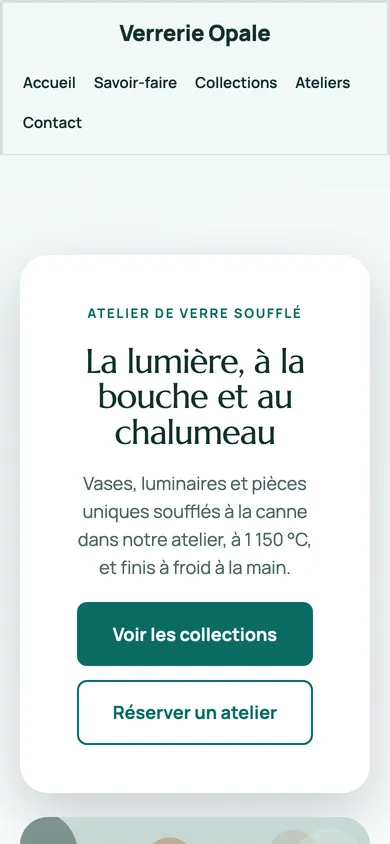 Verrerie Opale
Accueil Savoir-faire Collections Ateliers
Contact
ATELIER DE VERRE SOUFFLÉ
La lumière, à la
bouche et au
chalumeau
Vases, luminaires et pièces
uniques soufflés à la canne
dans notre atelier, à 1 150 °C,
et finis à froid à la main.
Voir les collections
Réserver un atelier